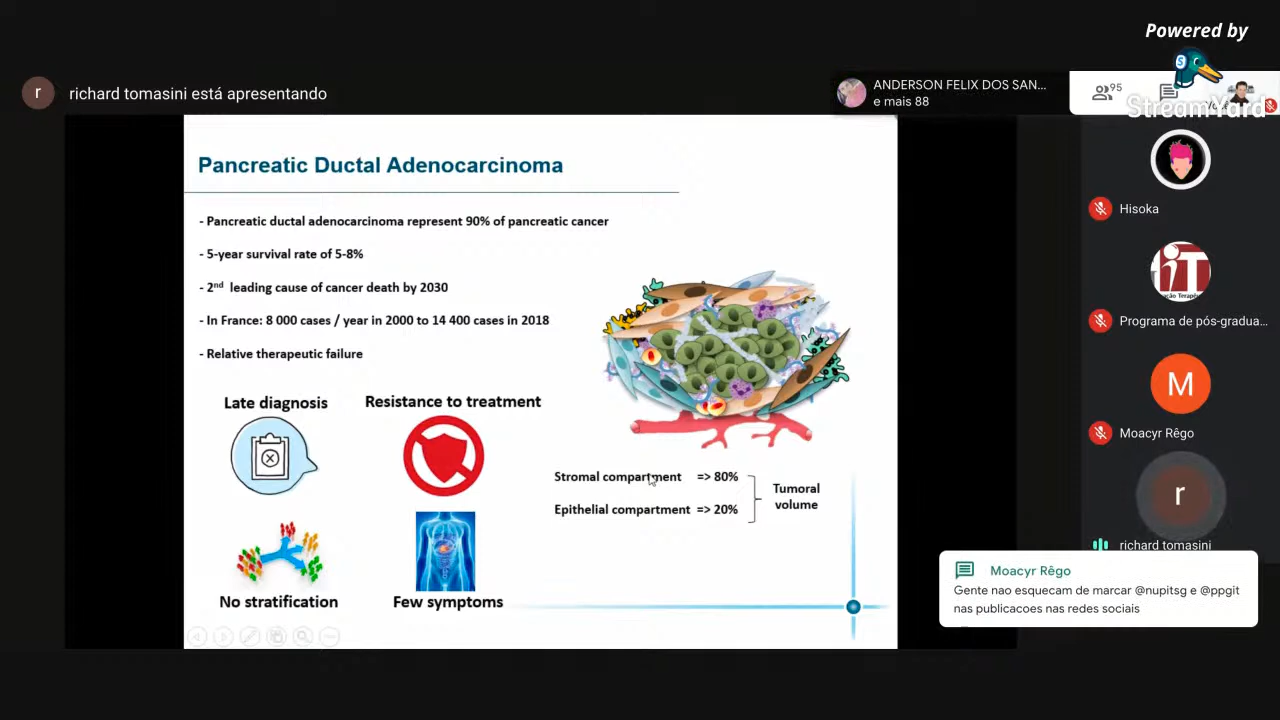 Powered by
StreamYard
r
richard tomasini está apresentando
ANDERSON FELIX DOS SAN...
e mais 88
95
Pancreatic Ductal Adenocarcinoma
- Pancreatic ductal adenocarcinoma represent 90% of pancreatic cancer
- 5-year survival rate of 5-8%
- 2nd leading cause of cancer death by 2030
- In France: 8 000 cases / year in 2000 to 14 400 cases in 2018
- Relative therapeutic failure
Late diagnosis
Resistance to treatment
No stratification
Few symptoms
Stromal compartment => 80%
Epithelial compartment => 20%
Tumoral
volume
Hisoka
iT
Programa de pós-gradua...
M
Moacyr Rêgo
r
richard tomasini
Moacyr Rêgo
Gente nao esquecam de marcar @nupitsg e @ppgit
nas publicacoes nas redes sociais